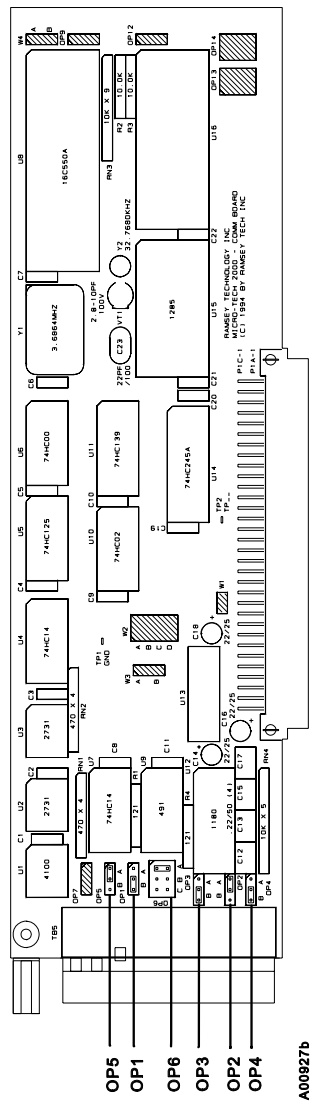 W4
A
B
OP9
OP12
OP14
OP13
U8
16C550A
10K X 9
RN3
R2
10.0K
R3
10.0K
U16
C7
Y1
3.6864MHZ
C6
2.8-10PF
100V
VT1
Y2
32.768OKHZ
C23
22PF
/100
1285
U15
C22
C21
C20
RAMSEY TECHNOLOGY INC
MICRO-TECH 2000 - COMM BOARD
(C) 1994 BY RAMSEY TECH
P1C-1
P1A-1
U6
74HC00
C5
U5
74HC125
C4
U11
74HC139
C10
U10
74HC02
C9
74HC245A
U14
C19
TP2
TP__
U4
74HC14
C3
U3
2731
470 X 4
RN2
TP1
GND
W2
A
B
C
D
W3
A
B
W1
U13
C18
+
22/25
C16
22/25
+
C14
+
22/25
C2
U2
2731
C1
U1
4100
RN1
470 X 4
U7
74HC14
C8
R1
121
U9
491
C11
R4
121
U12
1180
.22/50 (4)
C12
C13
C15
C17
10K X 5
RN4
OP7
OP5
OP1
B
A
OP6
C
B
A
OP3
B
A
OP2
B
A
OP4
B
A
TB5
OP5
OP1
OP6
OP3
OP2
OP4
A00927b